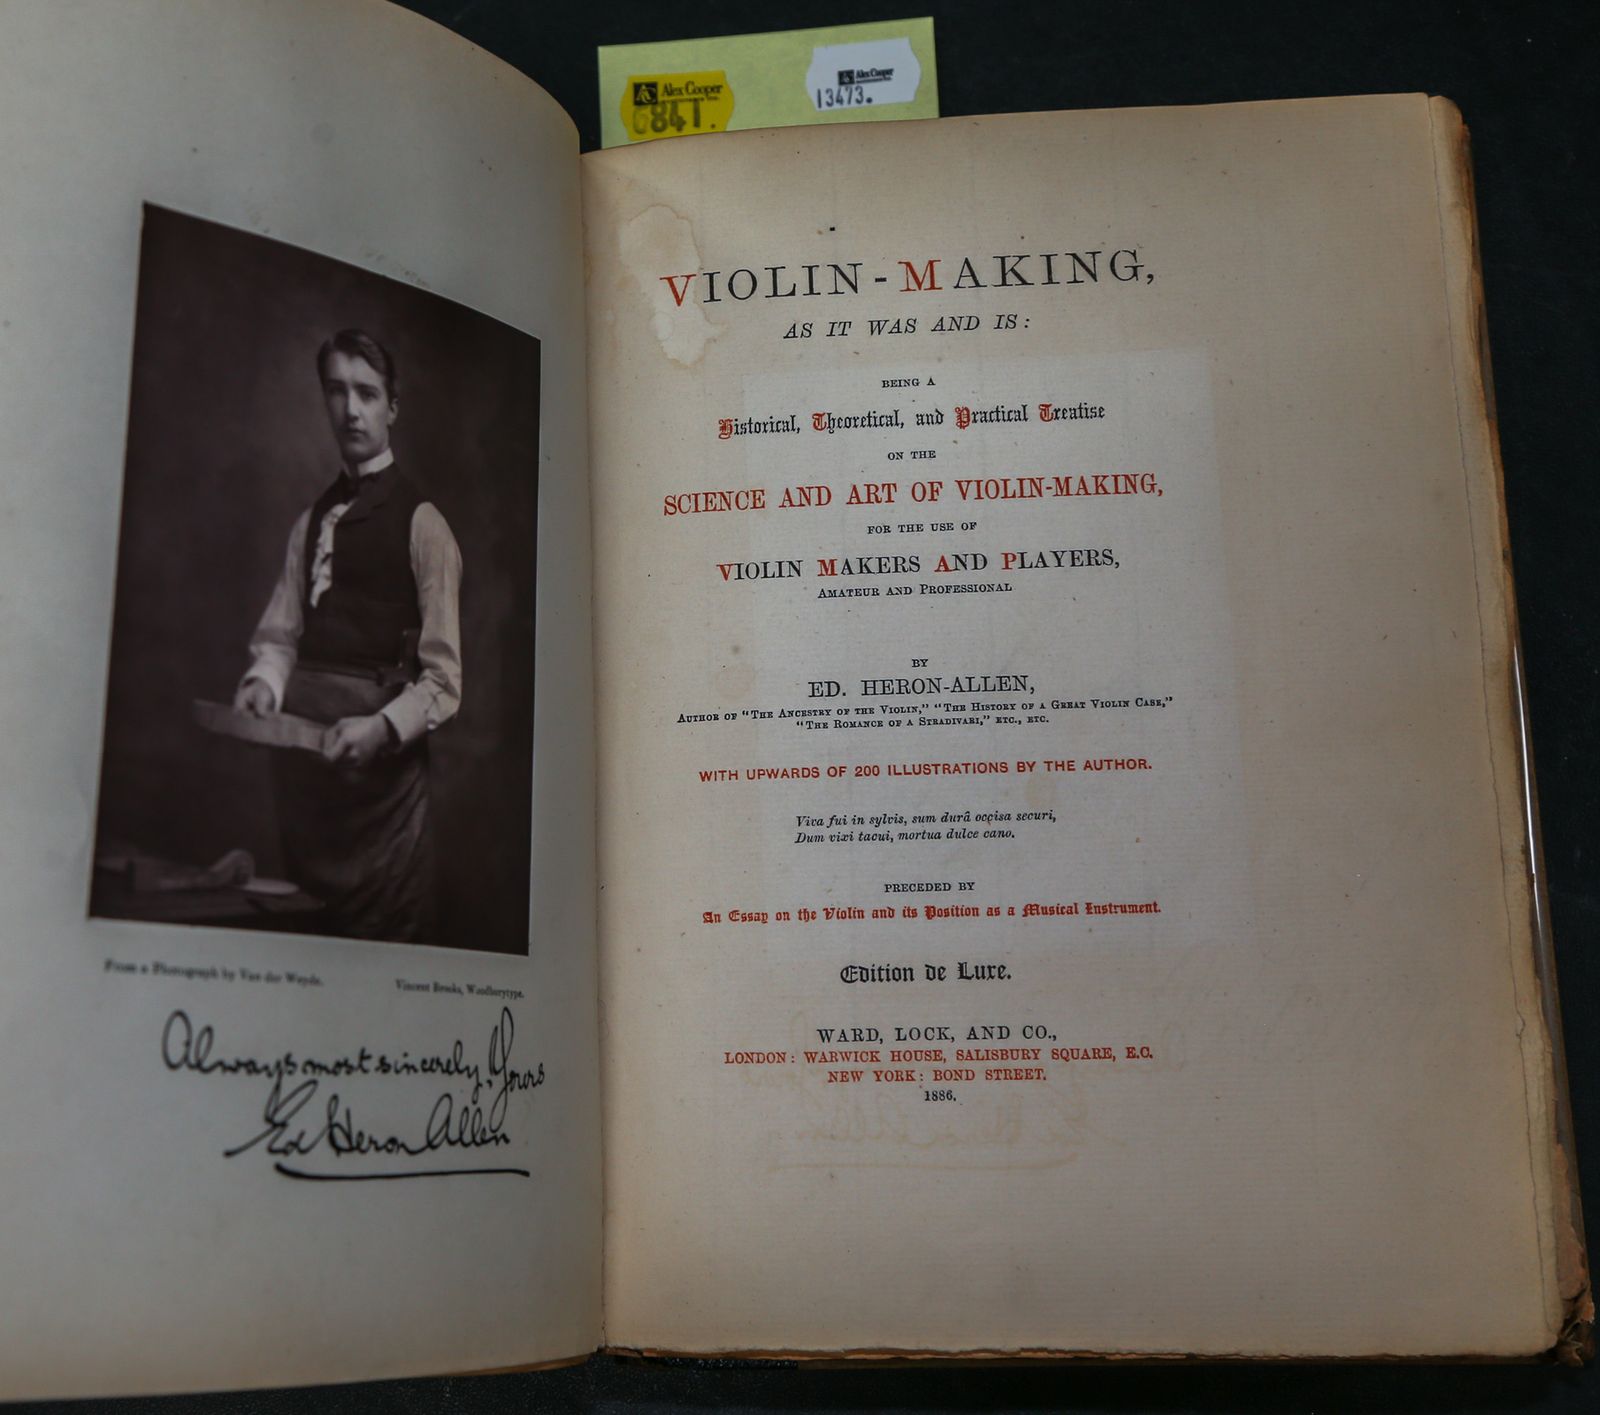 Alex Cooper
Alex Cooper
13473.
From a Photograph by Van der Weyde.
Vincent Brooks, Woodburytype.
Always most sincerely Yours
Ed Heron Allen
VIOLIN-MAKING,
AS IT WAS AND IS:
BEING A
Historical, Theoretical, and Practical Treatise
ON THE
SCIENCE AND ART OF VIOLIN-MAKING,
FOR THE USE OF
VIOLIN MAKERS AND PLAYERS,
AMATEUR AND PROFESSIONAL
BY
ED. HERON-ALLEN,
AUTHOR OF "THE ANCESTRY OF THE VIOLIN," "THE HISTORY OF A GREAT VIOLIN CASE,"
"THE ROMANCE OF A STRADIVARI," ETC., ETC.
WITH UPWARDS OF 200 ILLUSTRATIONS BY THE AUTHOR.
Viva fui in sylvis, sum durâ occisa securi,
Dum vixi tacui, mortua dulce cano.
PRECEDED BY
An Essay on the Violin and its Position as a Musical Instrument.
Edition de Luxe.
WARD, LOCK, AND CO.,
LONDON: WARWICK HOUSE, SALISBURY SQUARE, E.C.
NEW YORK: BOND STREET.
1886.